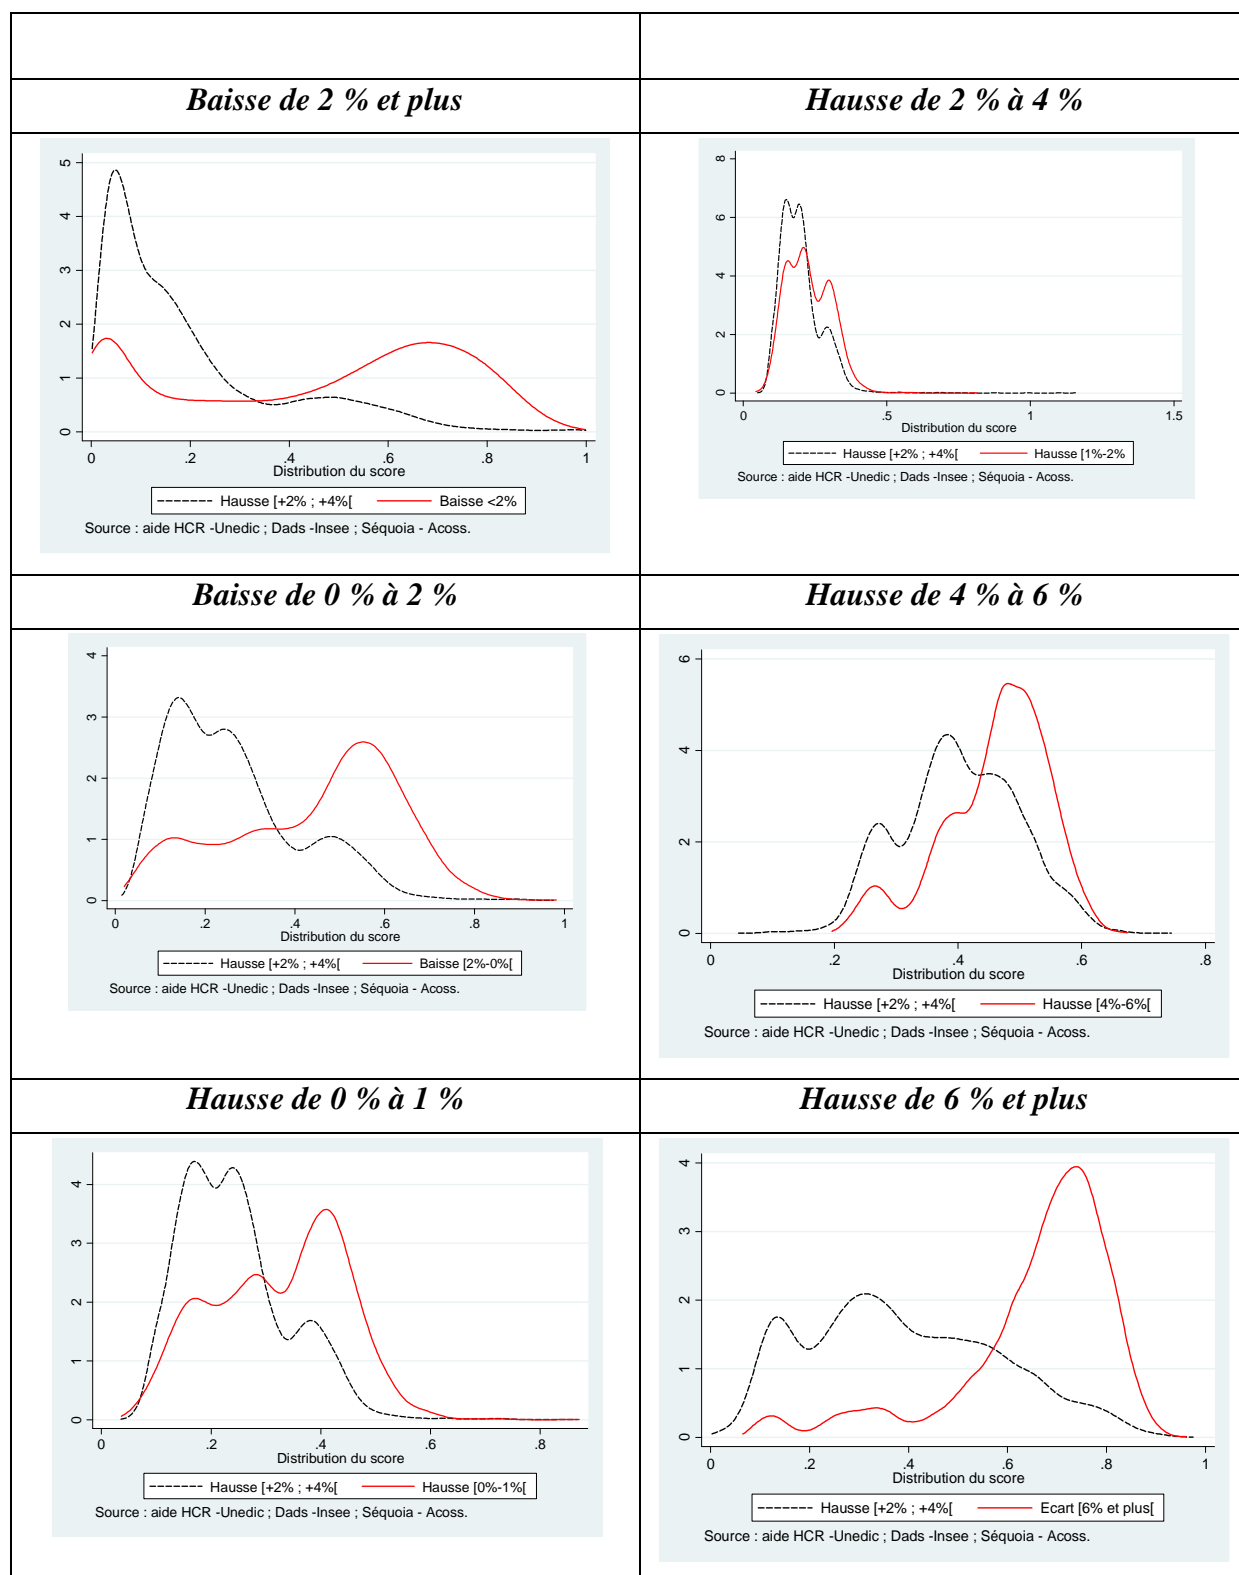 Baisse de 2 % et plus
Hausse de 2 % à 4 %
5
4
3
2
1
0
0 .2 .4 .6 .8 1
Distribution du score
Hausse [+2% ; +4%[ Baisse <2%
Source : aide HCR -Unedic ; Dads -Insee ; Séquoia - Acoss.
8
6
4
2
0
0 .5 1 1.5
Distribution du score
Hausse [+2% ; +4%[ Hausse [1%-2%
Source : aide HCR -Unedic ; Dads -Insee ; Séquoia - Acoss.
Baisse de 0 % à 2 %
Hausse de 4 % à 6 %
4
3
2
1
0
0 .2 .4 .6 .8 1
Distribution du score
Hausse [+2% ; +4%[ Baisse [2%-0%[
Source : aide HCR -Unedic ; Dads -Insee ; Séquoia - Acoss.
6
4
2
0
0 .2 .4 .6 .8
Distribution du score
Hausse [+2% ; +4%[ Hausse [4%-6%[
Source : aide HCR -Unedic ; Dads -Insee ; Séquoia - Acoss.
Hausse de 0 % à 1 %
Hausse de 6 % et plus
4
3
2
1
0
0 .2 .4 .6 .8
Distribution du score
Hausse [+2% ; +4%[ Hausse [0%-1%[
Source : aide HCR -Unedic ; Dads -Insee ; Séquoia - Acoss.
4
3
2
1
0
0 .2 .4 .6 .8 1
Distribution du score
Hausse [+2% ; +4%[ Ecart [6% et plus[
Source : aide HCR -Unedic ; Dads -Insee ; Séquoia - Acoss.